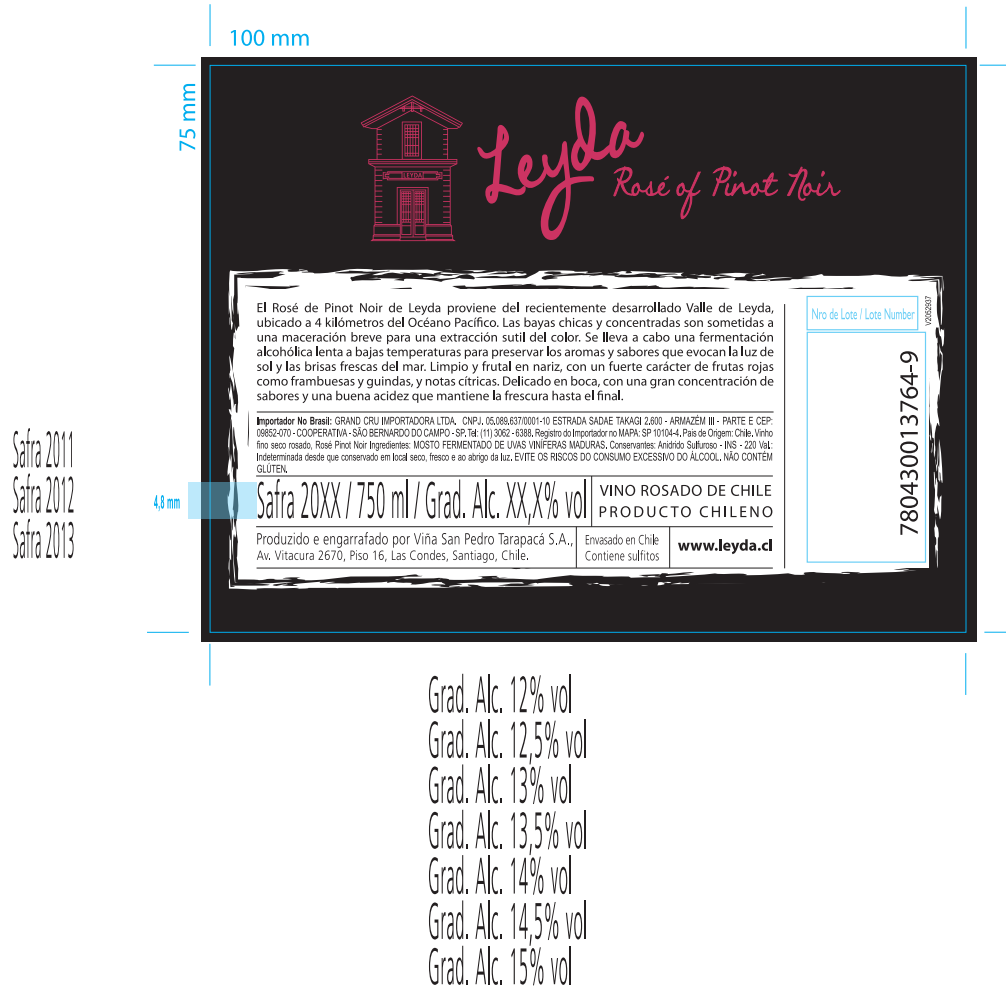 100 mm
75 mm
LEYDA
Leyda
Rosé of Pinot Noir
El Rosé de Pinot Noir de Leyda proviene del recientemente desarrollado Valle de Leyda,
ubicado a 4 kilómetros del Océano Pacífico. Las bayas chicas y concentradas son sometidas a
una maceración breve para una extracción sutil del color. Se lleva a cabo una fermentación
alcohólica lenta a bajas temperaturas para preservar los aromas y sabores que evocan la luz de
sol y las brisas frescas del mar. Limpio y frutal en nariz, con un fuerte carácter de frutas rojas
como frambuesas y guindas, y notas cítricas. Delicado en boca, con una gran concentración de
sabores y una buena acidez que mantiene la frescura hasta el final.
Importador No Brasil: GRAND CRU IMPORTADORA LTDA. CNPJ. 05,089.637/0001-10 ESTRADA SADAE TAKAGI 2.600 - ARMAZÉM III - PARTE E CEP:
09852-070 - COOPERATIVA - SÃO BERNARDO DO CAMPO - SP. Tel: (11) 3062 - 6388. Registro do Importador no MAPA: SP 10104-4. Pais de Origem: Chile. Vinho
fino seco rosado, Rosé Pinot Noir Ingredientes: MOSTO FERMENTADO DE UVAS VINÍFERAS MADURAS. Conservantes: Anidrido Sulfuroso - INS - 220 Val.:
Indeterminada desde que conservado em local seco, fresco e ao abrigo da luz. EVITE OS RISCOS DO CONSUMO EXCESSIVO DO ÁLCOOL. NÃO CONTÉM
GLÚTEN.
4,8 mm
Safra 20XX / 750 ml / Grad. Alc. XX,X% vol
VINO ROSADO DE CHILE
PRODUCTO CHILENO
Produzido e engarrafado por Viña San Pedro Tarapacá S.A.,
Av. Vitacura 2670, Piso 16, Las Condes, Santiago, Chile.
Envasado en Chile
Contiene sulfitos
www.leyda.cl
Nro de Lote / Lote Number
V2052937
780430013764-9
Safra 2011
Safra 2012
Safra 2013
Grad. Alc. 12% vol
Grad. Alc. 12,5% vol
Grad. Alc. 13% vol
Grad. Alc. 13,5% vol
Grad. Alc. 14% vol
Grad. Alc. 14,5% vol
Grad. Alc. 15% vol